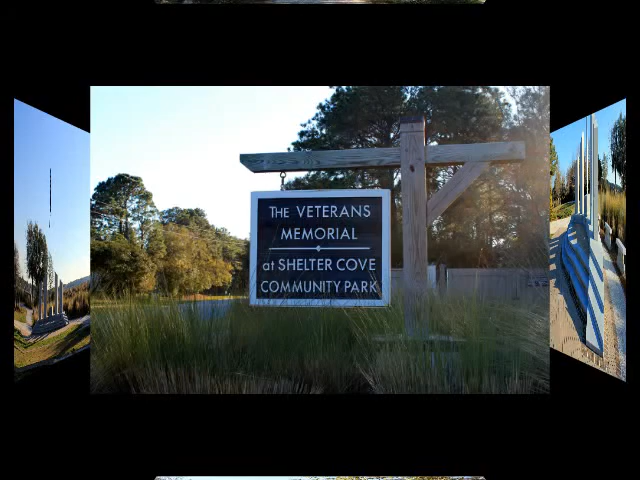 THE VETERANS
MEMORIAL
at SHELTER COVE
COMMUNITY PARK